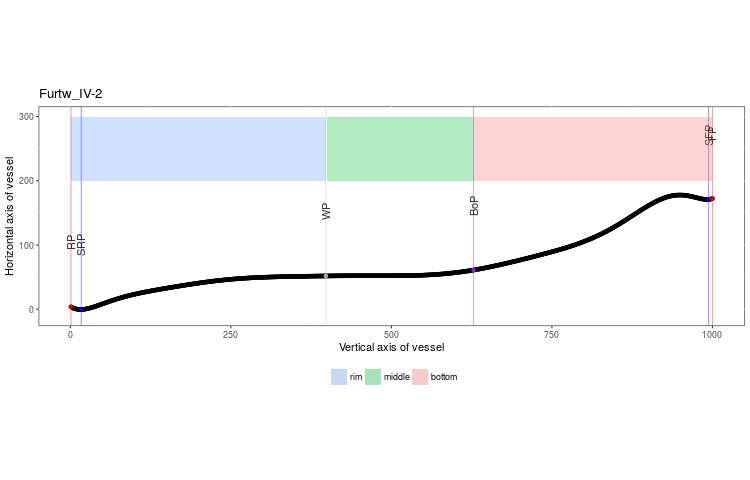 Furtw_IV-2
300
200
100
0
Horizontal axis of vessel
RP
SRP
WP
BoP
SFP
FP
0
250
500
750
1000
Vertical axis of vessel
rim
middle
bottom